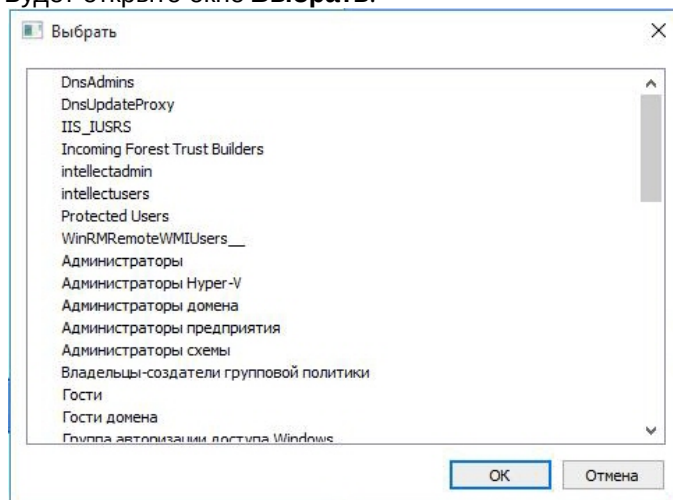 Будет открыто окно Выбрать.
Выбрать
DnsAdmins
DnsUpdateProxy
IIS_IUSRS
Incoming Forest Trust Builders
intellectadmin
intellectusers
Protected Users
WinRMRemoteWMIUsers__
Администраторы
Администраторы Hyper-V
Администраторы домена
Администраторы предприятия
Администраторы схемы
Владельцы-создатели групповой политики
Гости
Гости домена
Группа авторизации доступа Windows
ОК
Отмена